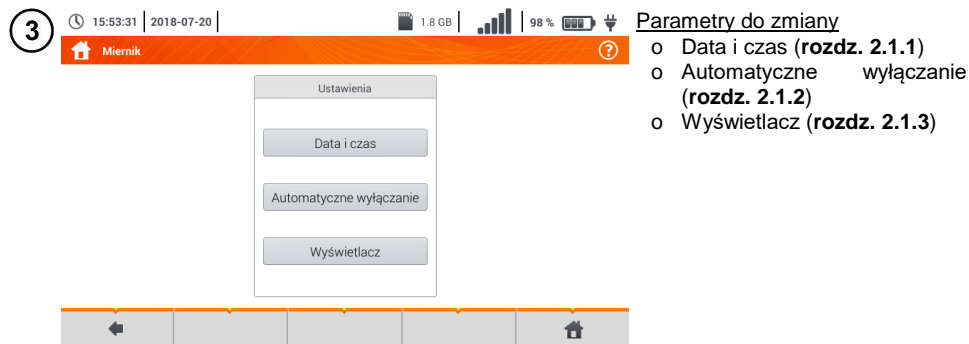 3
15:53:31 2018-07-20 1.8 GB 98 %
Miernik ?
Ustawienia
Data i czas
Automatyczne wyłączanie
Wyświetlacz
Parametry do zmiany
o Data i czas (rozdz. 2.1.1)
o Automatyczne wyłączanie
(rozdz. 2.1.2)
o Wyświetlacz (rozdz. 2.1.3)